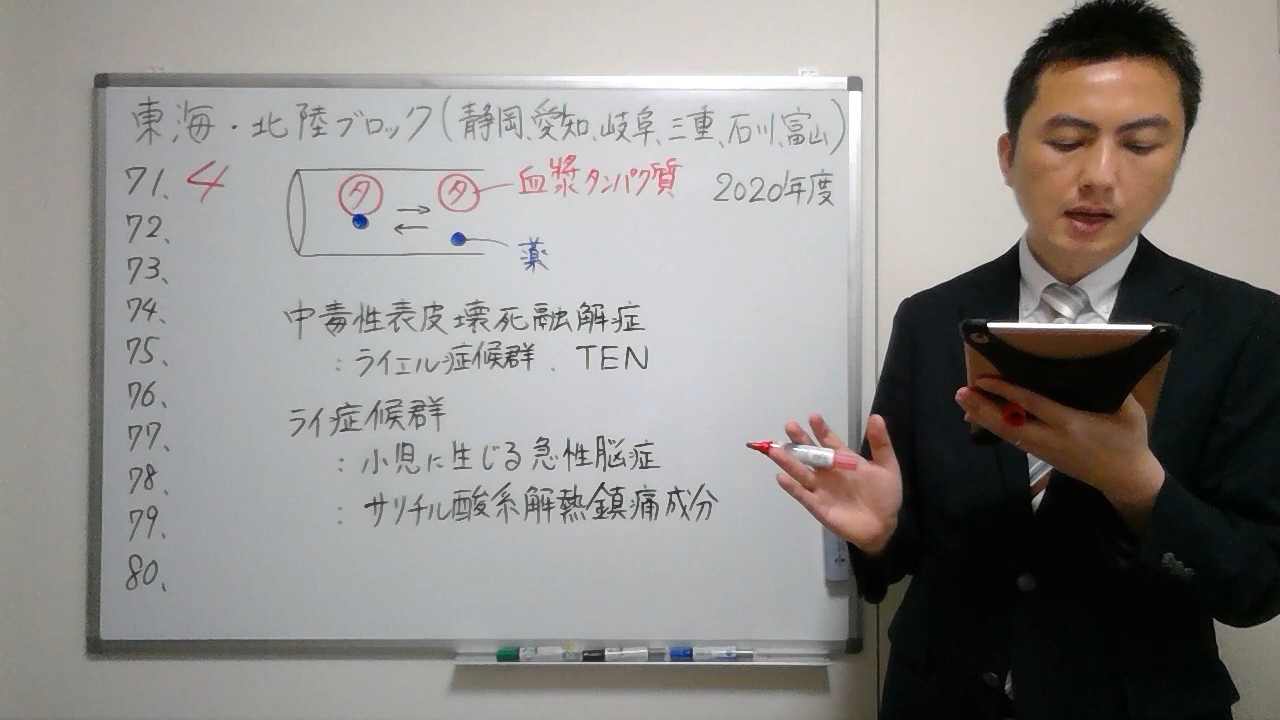 東海・北陸ブロック(静岡、愛知、岐阜、三重、石川、富山)
2020年度
71、4
72、
73、
74、
75、
76、
77、
78、
79、
80、
タ タ 血漿タンパク質
薬
中毒性表皮壊死融解症
:ライエル症候群、TEN
ライ症候群
:小児に生じる急性脳症
:サリチル酸系解熱鎮痛成分